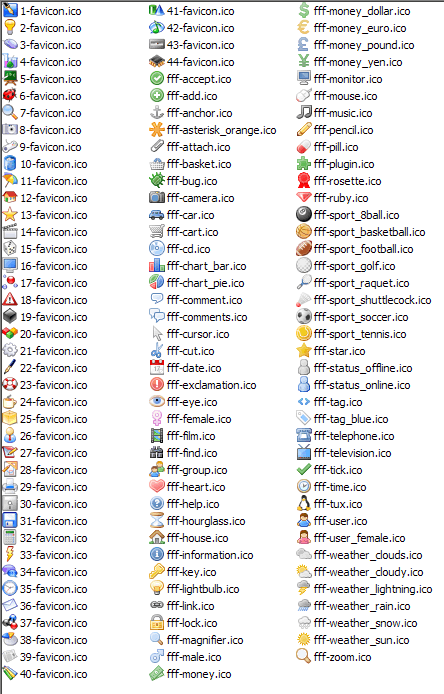 1-favicon.ico
2-favicon.ico
3-favicon.ico
4-favicon.ico
5-favicon.ico
6-favicon.ico
7-favicon.ico
8-favicon.ico
9-favicon.ico
10-favicon.ico
11-favicon.ico
12-favicon.ico
13-favicon.ico
14-favicon.ico
15-favicon.ico
16-favicon.ico
17-favicon.ico
18-favicon.ico
19-favicon.ico
20-favicon.ico
21-favicon.ico
22-favicon.ico
23-favicon.ico
24-favicon.ico
25-favicon.ico
26-favicon.ico
27-favicon.ico
28-favicon.ico
29-favicon.ico
30-favicon.ico
31-favicon.ico
32-favicon.ico
33-favicon.ico
34-favicon.ico
35-favicon.ico
36-favicon.ico
37-favicon.ico
38-favicon.ico
39-favicon.ico
40-favicon.ico
41-favicon.ico
42-favicon.ico
43-favicon.ico
44-favicon.ico
fff-accept.ico
fff-add.ico
fff-anchor.ico
fff-asterisk_orange.ico
fff-attach.ico
fff-basket.ico
fff-bug.ico
fff-camera.ico
fff-car.ico
fff-cart.ico
fff-cd.ico
fff-chart_bar.ico
fff-chart_pie.ico
fff-comment.ico
fff-comments.ico
fff-cursor.ico
fff-cut.ico
fff-date.ico
fff-exclamation.ico
fff-eye.ico
fff-female.ico
fff-film.ico
fff-find.ico
fff-group.ico
fff-heart.ico
fff-help.ico
fff-hourglass.ico
fff-house.ico
fff-information.ico
fff-key.ico
fff-lightbulb.ico
fff-link.ico
fff-lock.ico
fff-magnifier.ico
fff-male.ico
fff-money.ico
fff-money_dollar.ico
fff-money_euro.ico
fff-money_pound.ico
fff-money_yen.ico
fff-monitor.ico
fff-mouse.ico
fff-music.ico
fff-pencil.ico
fff-pill.ico
fff-plugin.ico
fff-rosette.ico
fff-ruby.ico
fff-sport_8ball.ico
fff-sport_basketball.ico
fff-sport_football.ico
fff-sport_golf.ico
fff-sport_raquet.ico
fff-sport_shuttlecock.ico
fff-sport_soccer.ico
fff-sport_tennis.ico
fff-star.ico
fff-status_offline.ico
fff-status_online.ico
fff-tag.ico
fff-tag_blue.ico
fff-telephone.ico
fff-television.ico
fff-tick.ico
fff-time.ico
fff-tux.ico
fff-user.ico
fff-user_female.ico
fff-weather_clouds.ico
fff-weather_cloudy.ico
fff-weather_lightning.ico
fff-weather_rain.ico
fff-weather_snow.ico
fff-weather_sun.ico
fff-zoom.ico